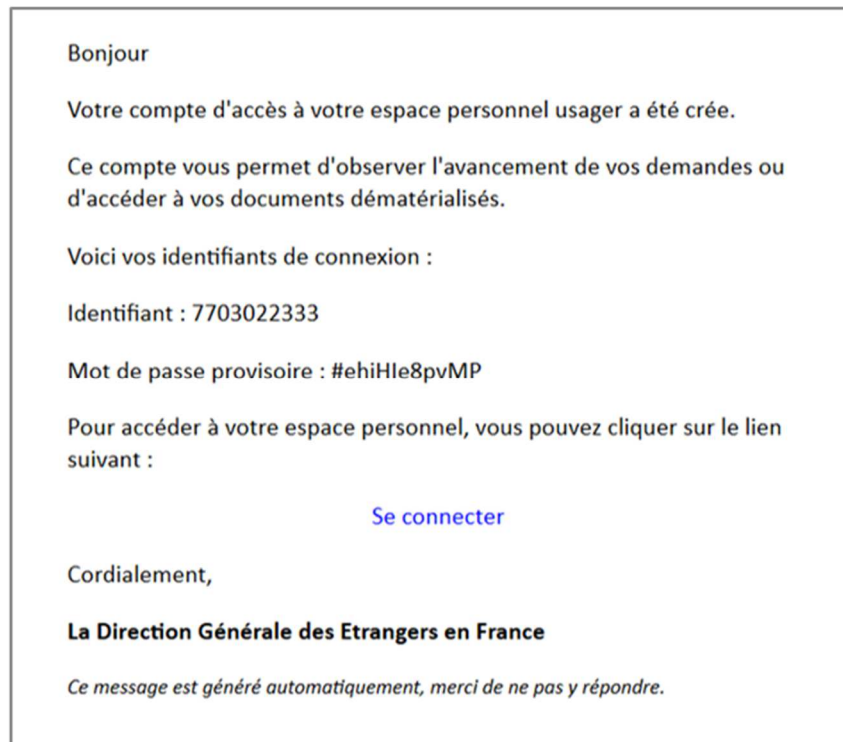 Bonjour
Votre compte d'accès à votre espace personnel usager a été crée.
Ce compte vous permet d'observer l'avancement de vos demandes ou
d'accéder à vos documents dématérialisés.
Voici vos identifiants de connexion :
Identifiant : 7703022333
Mot de passe provisoire : #ehiHIe8pvMP
Pour accéder à votre espace personnel, vous pouvez cliquer sur le lien
suivant :
Se connecter
Cordialement,
La Direction Générale des Etrangers en France
Ce message est généré automatiquement, merci de ne pas y répondre.